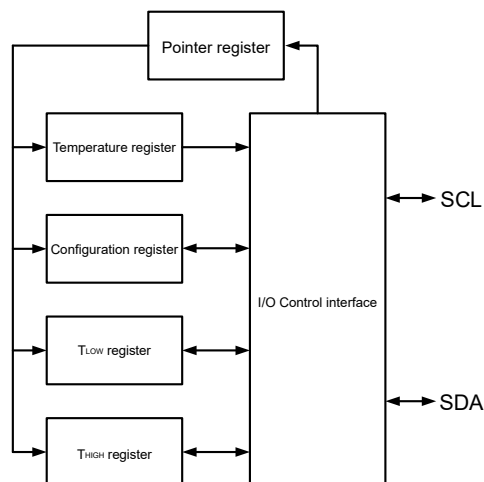 Pointer register
Temperature register
SCL
Configuration register
I/O Control interface
TLOW register
SDA
THIGH register